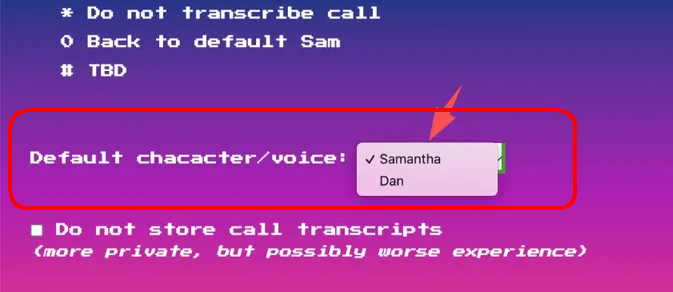 * Do not transcribe call
0 Back to default Sam
# TBD
Default chacacter/voice: ✓ Samantha
Dan
Do not store call transcripts
(more private, but possibly worse experience)